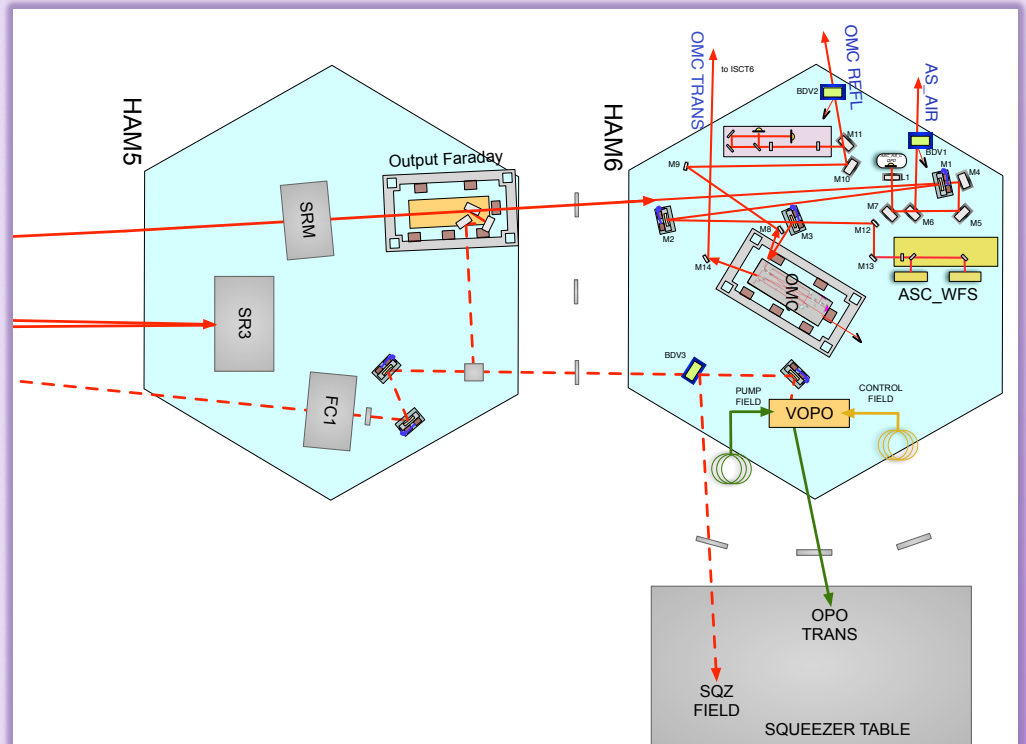 HAM5
Output Faraday
SRM
SR3
FC1
HAM6
OMC TRANS
to ISCT6
OMC REFL
AS_AIR
BDV2
BDV1
M11
M10
M9
L1
M1
M4
M7
M6
M5
M2
M8
M3
M12
M13
M14
OMC
ASC_WFS
BDV3
PUMP
FIELD
CONTROL
FIELD
VOPO
OPO
TRANS
SQZ
FIELD
SQUEEZER TABLE